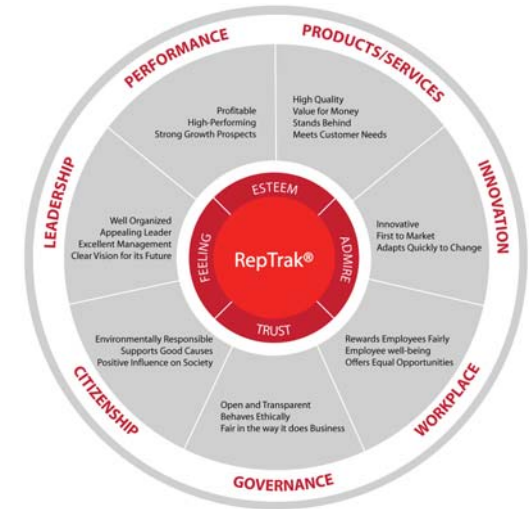 PERFORMANCE
PRODUCTS/SERVICES
Profitable
High-Performing
Strong Growth Prospects
High Quality
Value for Money
Stands Behind
Meets Customer Needs
LEADERSHIP
INNOVATION
Well Organized
Appealing Leader
Excellent Management
Clear Vision for its Future
ESTEEM
FEELING
RepTrak®
ADMIRE
TRUST
Innovative
First to Market
Adapts Quickly to Change
Environmentally Responsible
Supports Good Causes
Positive Influence on Society
Rewards Employees Fairly
Employee well-being
Offers Equal Opportunities
CITIZENSHIP
Open and Transparent
Behaves Ethically
Fair in the way it does Business
WORKPLACE
GOVERNANCE